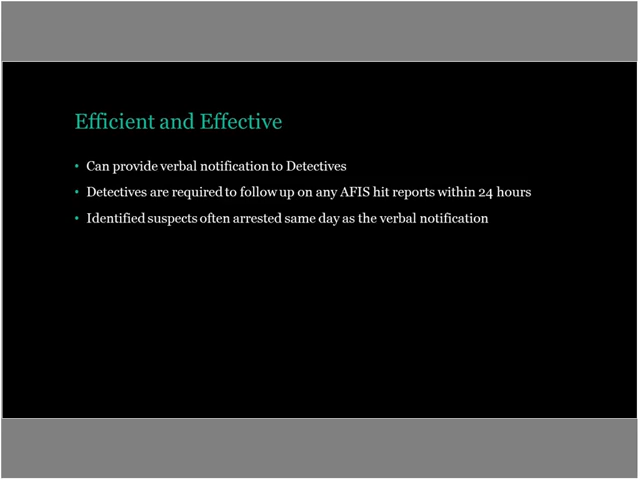 Efficient and Effective
• Can provide verbal notification to Detectives
• Detectives are required to follow up on any AFIS hit reports within 24 hours
• Identified suspects often arrested same day as the verbal notification